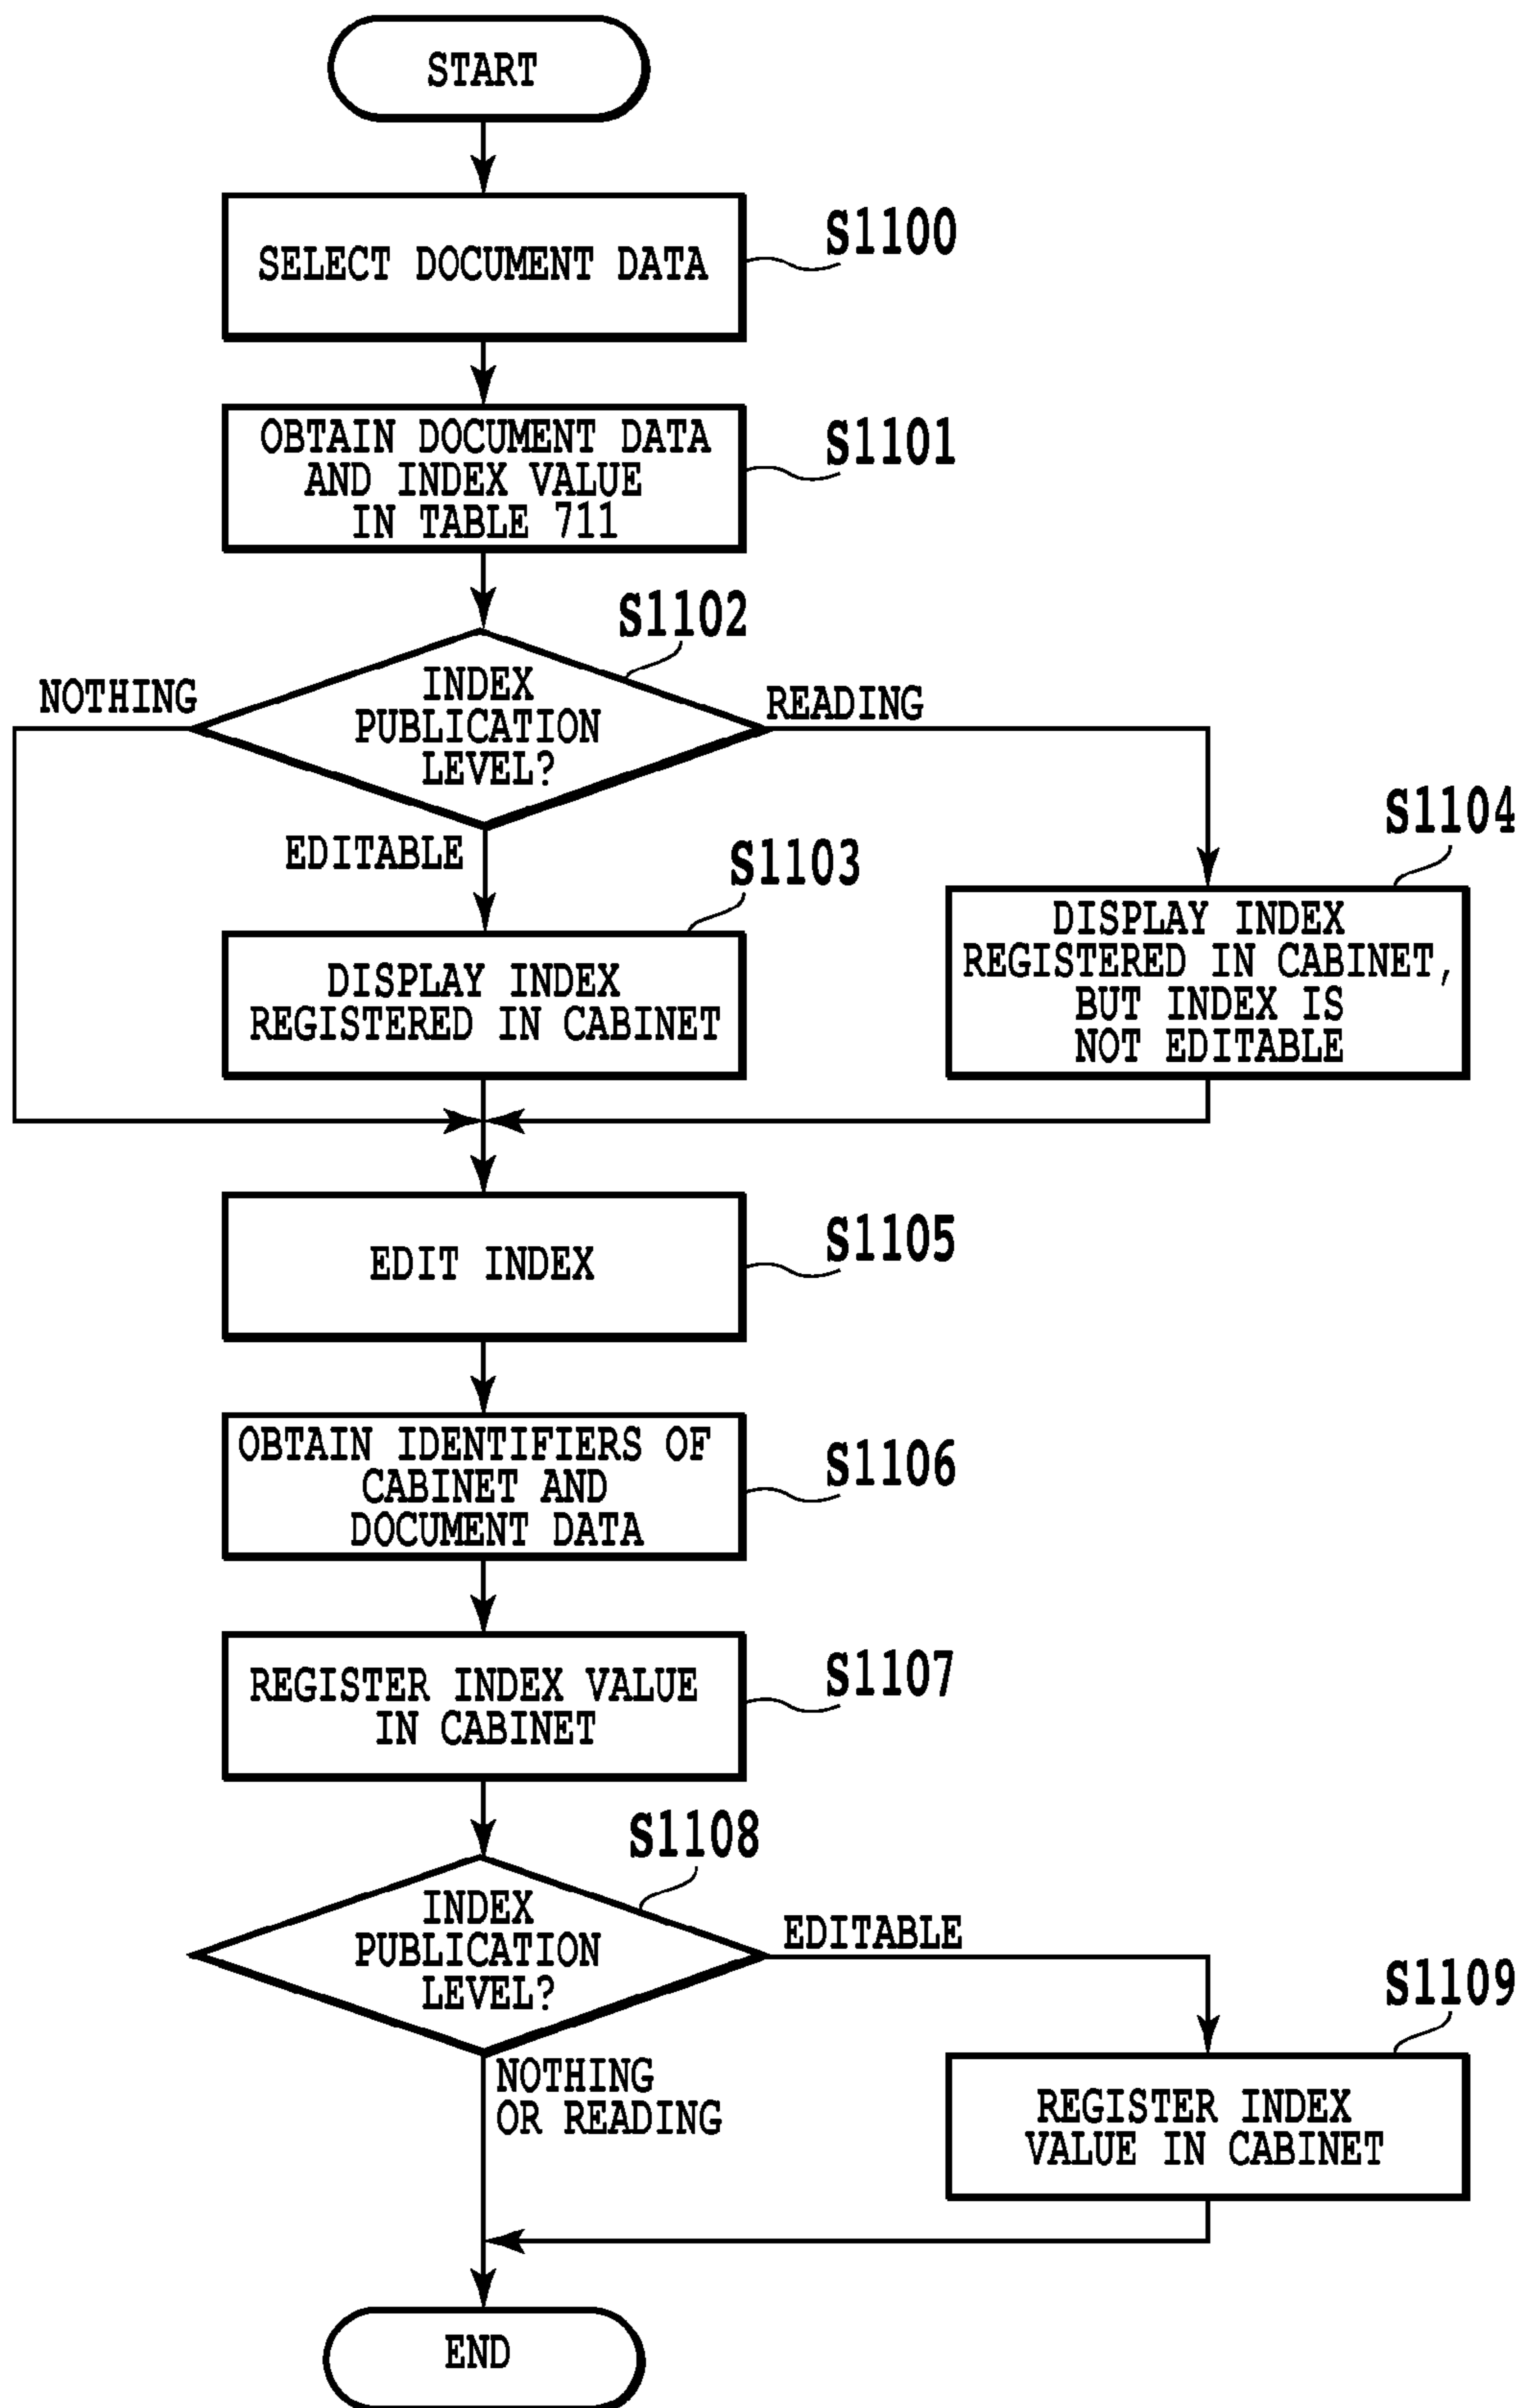 START
SELECT DOCUMENT DATA
S1100
OBTAIN DOCUMENT DATA
AND INDEX VALUE
IN TABLE 711
S1101
S1102
INDEX
PUBLICATION
LEVEL?
NOTHING
READING
EDITABLE
S1103
DISPLAY INDEX
REGISTERED IN CABINET
S1104
DISPLAY INDEX
REGISTERED IN CABINET,
BUT INDEX IS
NOT EDITABLE
EDIT INDEX
S1105
OBTAIN IDENTIFIERS OF
CABINET AND
DOCUMENT DATA
S1106
REGISTER INDEX VALUE
IN CABINET
S1107
S1108
INDEX
PUBLICATION
LEVEL?
EDITABLE
NOTHING
OR READING
S1109
REGISTER INDEX
VALUE IN CABINET
END